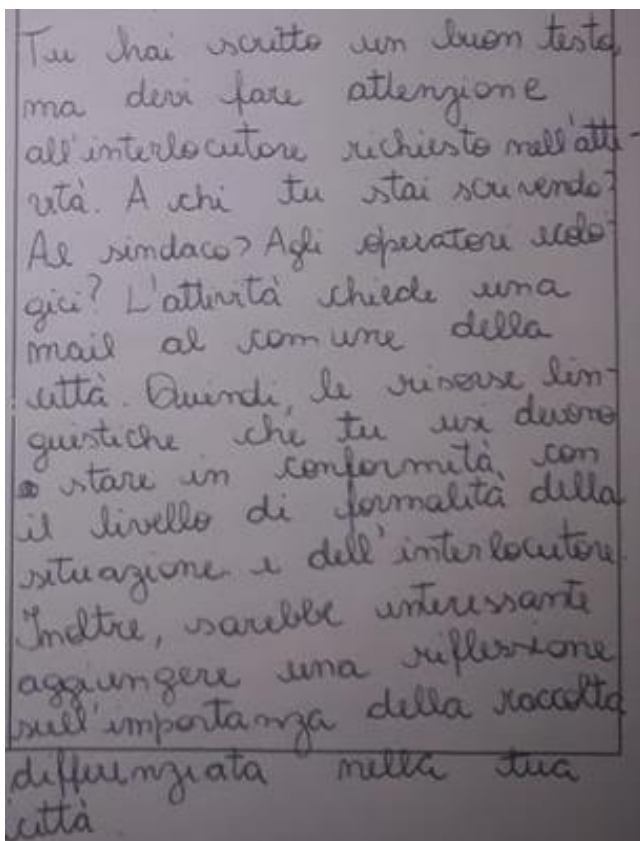 Tu hai scritto un buon testo,
ma devi fare attenzione
all'interlocutore richiesto nell'atti-
vità. A chi tu stai scrivendo?
Al sindaco? Agli operatori ecolo-
gici? L'attività chiede una
mail al comune della
città. Quindi, le risorse lin-
guistiche che tu usi devono
stare in conformità con
il livello di formalità della
situazione e dell'interlocutore.
Inoltre, sarebbe interessante
aggiungere una riflessione
sull'importanza della raccolta
differenziata nella tua
città.